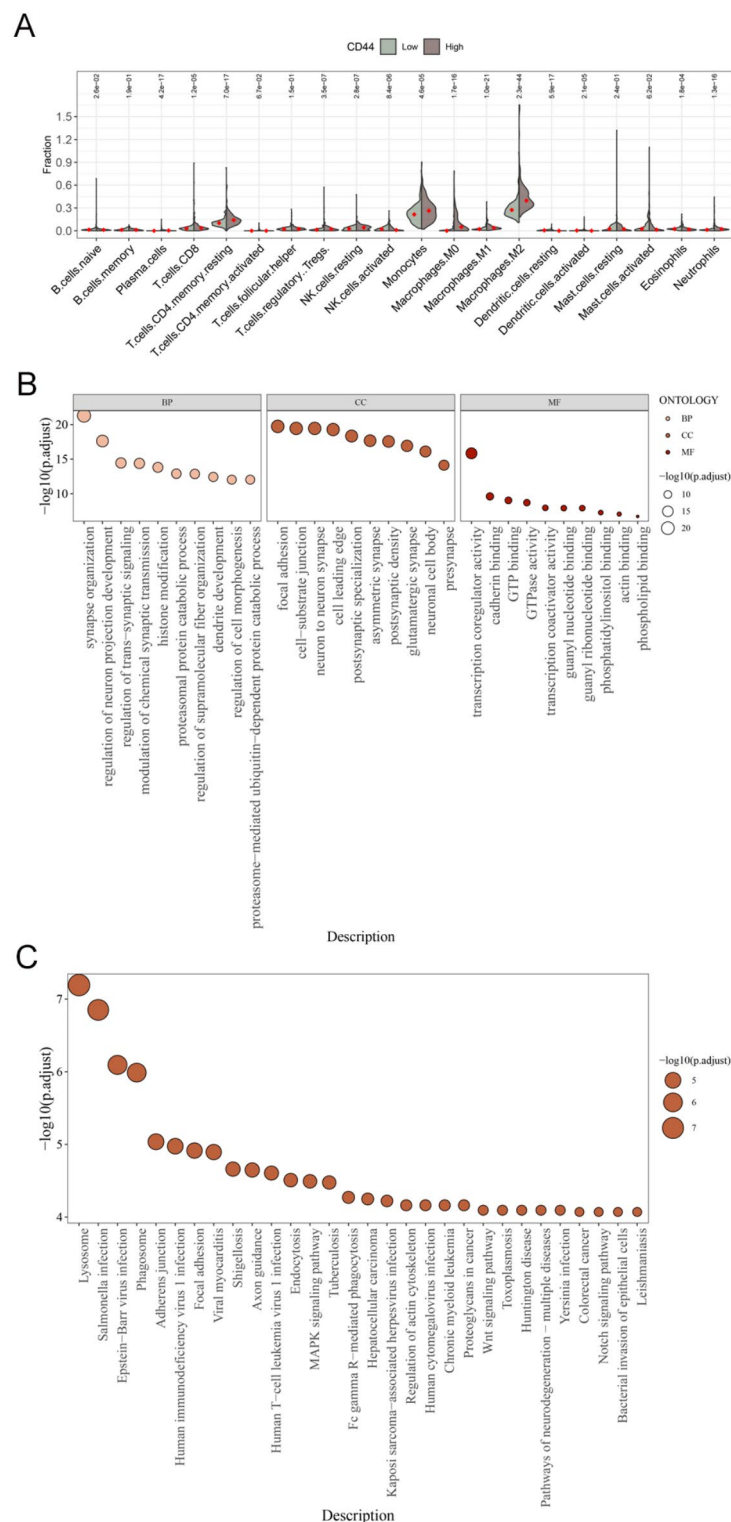 A
CD44 Low High
2.6e-02
1.9e-01
4.2e-17
1.2e-05
7.0e-17
6.7e-02
1.5e-01
3.5e-07
2.8e-07
8.4e-06
4.6e-05
1.7e-16
1.0e-21
2.3e-44
5.9e-17
2.1e-05
2.4e-01
6.2e-02
1.8e-04
1.3e-16
Fraction
1.5
1.2
0.9
0.6
0.3
0.0
B.cells.naive
B.cells.memory
Plasma.cells
T.cells.CD8
T.cells.CD4.memory.resting
T.cells.CD4.memory.activated
T.cells.follicular.helper
T.cells.regulatory..Tregs.
NK.cells.resting
NK.cells.activated
Monocytes
Macrophages.M0
Macrophages.M1
Macrophages.M2
Dendritic.cells.resting
Dendritic.cells.activated
Mast.cells.resting
Mast.cells.activated
Eosinophils
Neutrophils
B
BP
CC
MF
−log10(p.adjust)
20
15
10
ONTOLOGY
BP
CC
MF
−log10(p.adjust)
10
15
20
synapse organization
regulation of neuron projection development
regulation of trans−synaptic signaling
modulation of chemical synaptic transmission
histone modification
proteasomal protein catabolic process
regulation of supramolecular fiber organization
dendrite development
regulation of cell morphogenesis
proteasome−mediated ubiquitin−dependent protein catabolic process
focal adhesion
cell−substrate junction
neuron to neuron synapse
cell leading edge
postsynaptic specialization
asymmetric synapse
postsynaptic density
glutamatergic synapse
neuronal cell body
presynapse
transcription coregulator activity
cadherin binding
GTP binding
GTPase activity
transcription coactivator activity
guanyl nucleotide binding
guanyl ribonucleotide binding
phosphatidylinositol binding
actin binding
phospholipid binding
Description
C
−log10(p.adjust)
7
6
5
4
−log10(p.adjust)
5
6
7
Lysosome
Salmonella infection
Epstein−Barr virus infection
Phagosome
Adherens junction
Human immunodeficiency virus 1 infection
Focal adhesion
Viral myocarditis
Shigellosis
Axon guidance
Human T−cell leukemia virus 1 infection
Endocytosis
MAPK signaling pathway
Tuberculosis
Fc gamma R−mediated phagocytosis
Hepatocellular carcinoma
Kaposi sarcoma−associated herpesvirus infection
Regulation of actin cytoskeleton
Human cytomegalovirus infection
Chronic myeloid leukemia
Proteoglycans in cancer
Wnt signaling pathway
Toxoplasmosis
Huntington disease
Pathways of neurodegeneration − multiple diseases
Yersinia infection
Colorectal cancer
Notch signaling pathway
Bacterial invasion of epithelial cells
Leishmaniasis
Description